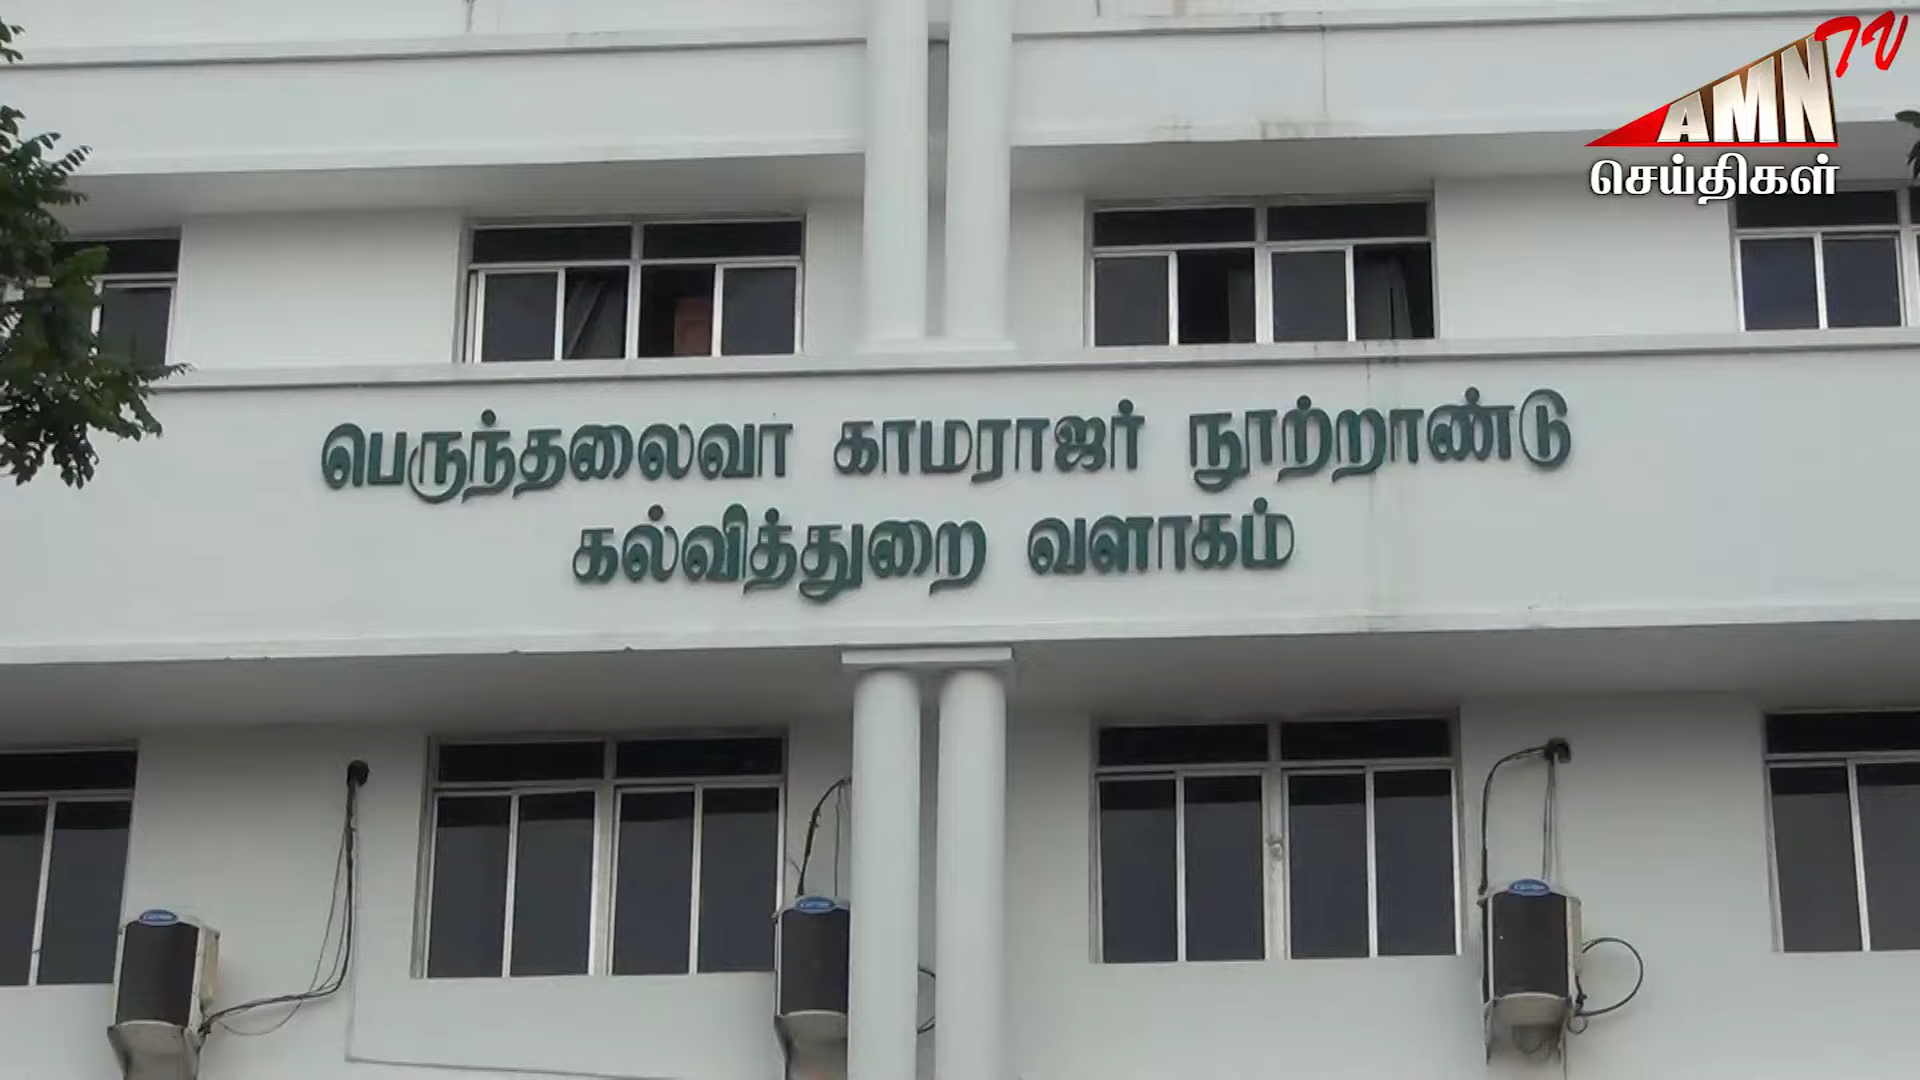 AMN TV
செய்திகள்
பெருந்தலைவா காமராஜர் நூற்றாண்டு
கல்வித்துறை வளாகம்